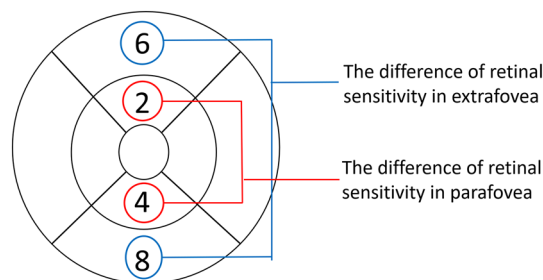 6
2
The difference of retinal
sensitivity in extrafovea
The difference of retinal
sensitivity in parafovea
4
8